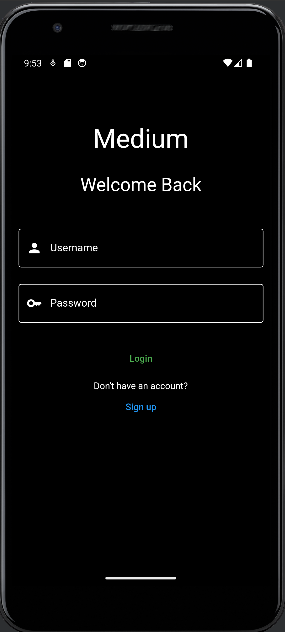 9:53
Medium
Welcome Back
Username
Password
Login
Don't have an account?
Sign up